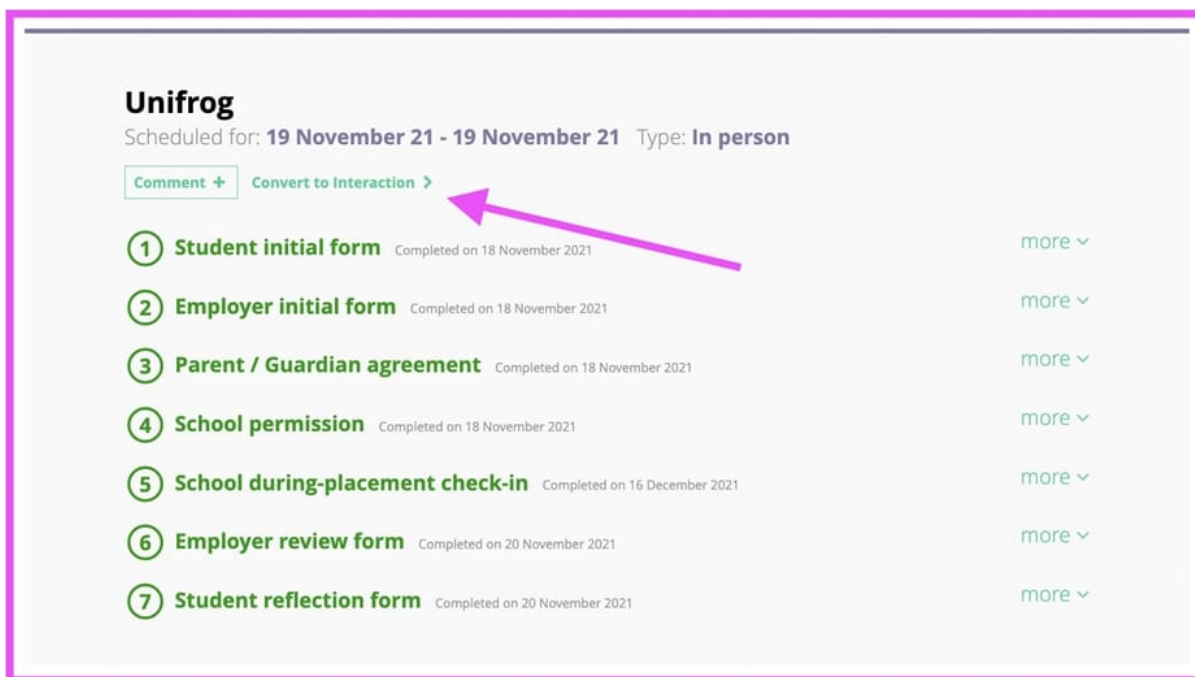 Unifrog
Scheduled for: 19 November 21 - 19 November 21 Type: In person
Comment + Convert to Interaction >
1 Student initial form Completed on 18 November 2021 more
2 Employer initial form Completed on 18 November 2021 more
3 Parent / Guardian agreement Completed on 18 November 2021 more
4 School permission Completed on 18 November 2021 more
5 School during-placement check-in Completed on 16 December 2021 more
6 Employer review form Completed on 20 November 2021 more
7 Student reflection form Completed on 20 November 2021 more